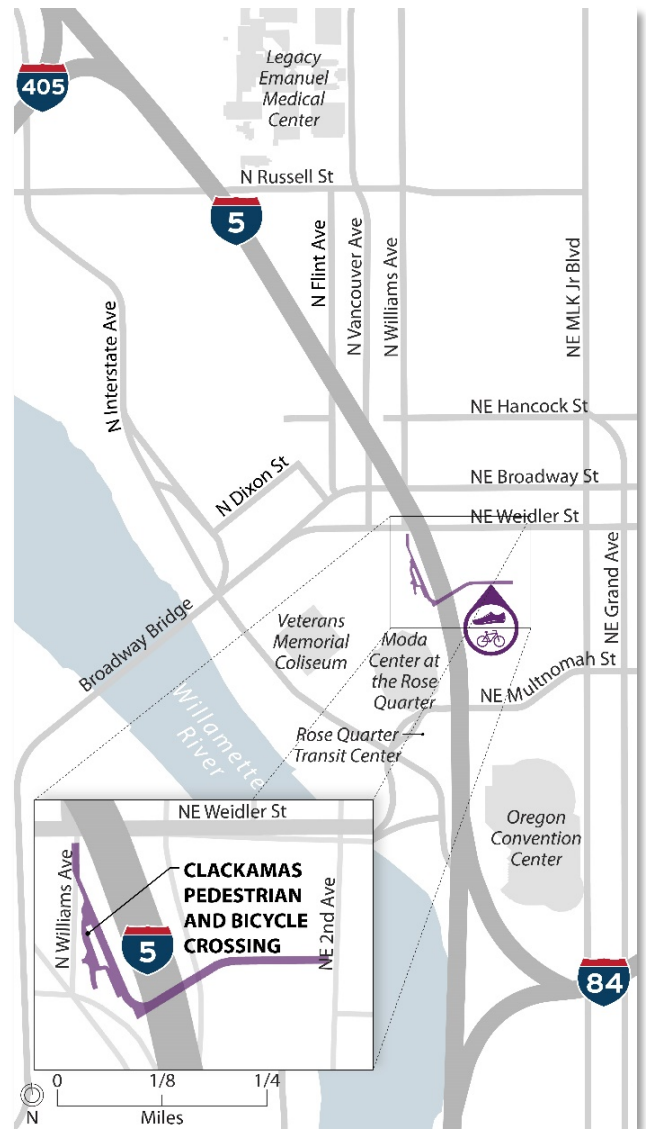 405
Legacy
Emanuel
Medical
Center
N Russell St
5
N Flint Ave
N Vancouver Ave
N Williams Ave
NE MLK Jr Blvd
N Interstate Ave
NE Hancock St
N Dixon St
NE Broadway St
NE Weidler St
NE Grand Ave
Broadway Bridge
Veterans
Memorial
Coliseum
Moda
Center at
the Rose
Quarter
NE Multnomah St
Willamette
River
Rose Quarter
Transit Center
Oregon
Convention
Center
NE Weidler St
N Williams Ave
CLACKAMAS
PEDESTRIAN
AND BICYCLE
CROSSING
5
NE 2nd Ave
84
0 1/8 1/4
N
Miles